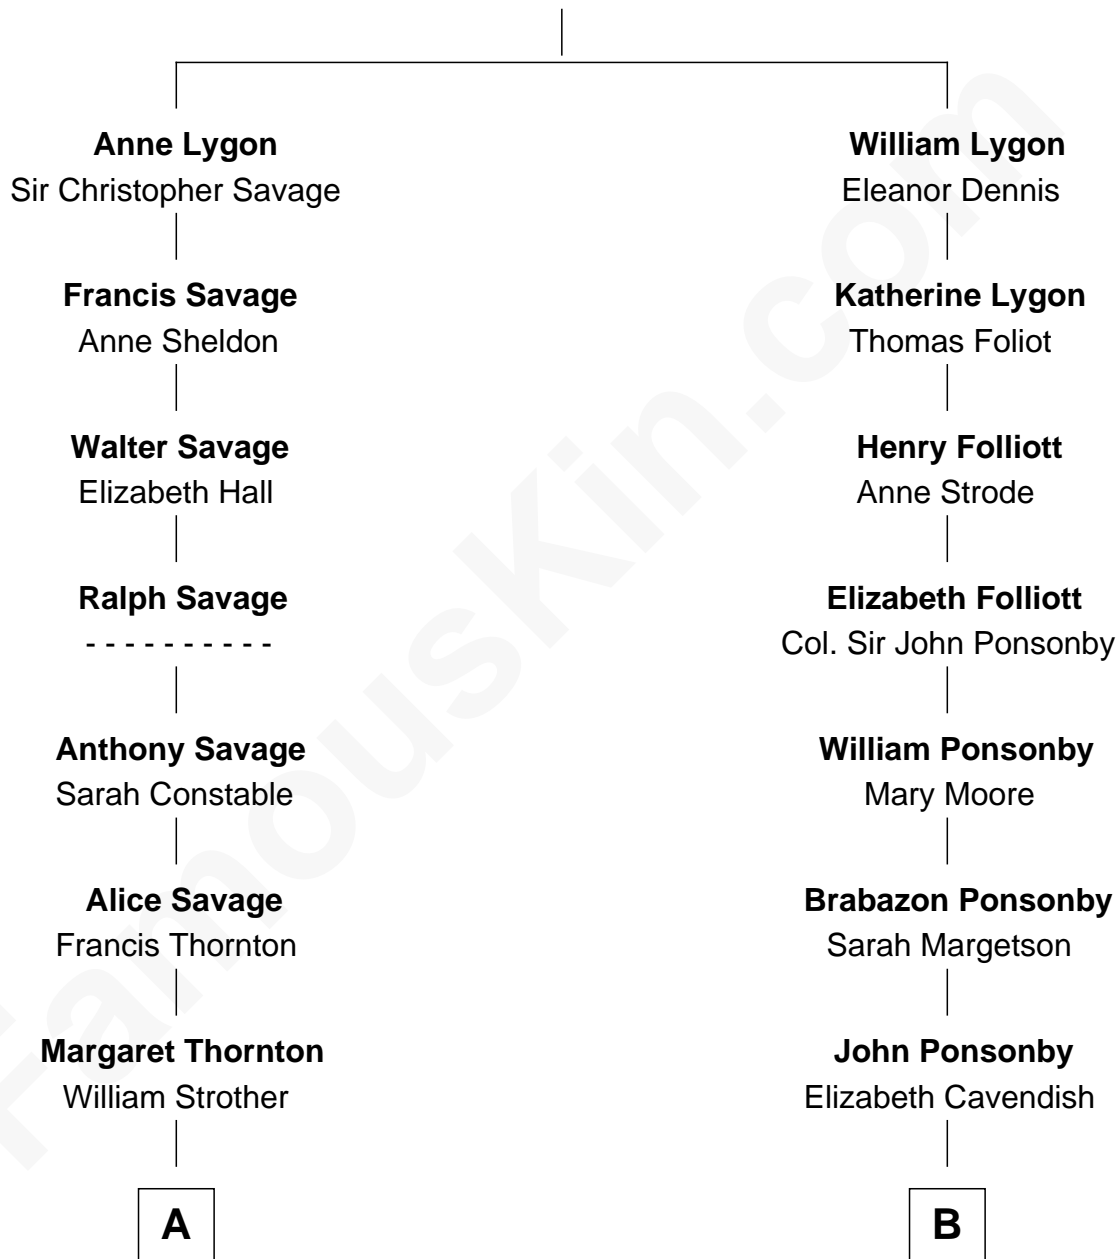 Anne Lygon
Sir Christopher Savage
Francis Savage
Anne Sheldon
Walter Savage
Elizabeth Hall
Ralph Savage
- - - - - - - - - -
Anthony Savage
Sarah Constable
Alice Savage
Francis Thornton
Margaret Thornton
William Strother
A
William Lygon
Eleanor Dennis
Katherine Lygon
Thomas Foliot
Henry Folliott
Anne Strode
Elizabeth Folliott
Col. Sir John Ponsonby
William Ponsonby
Mary Moore
Brabazon Ponsonby
Sarah Margetson
John Ponsonby
Elizabeth Cavendish
B
FamousKin.com